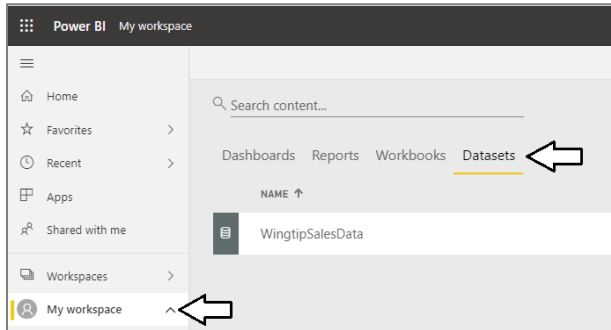 Power BI My workspace
Home
Favorites
Recent
Apps
Shared with me
Workspaces
My workspace
Search content...
Dashboards Reports Workbooks Datasets
NAME
WingtipSalesData